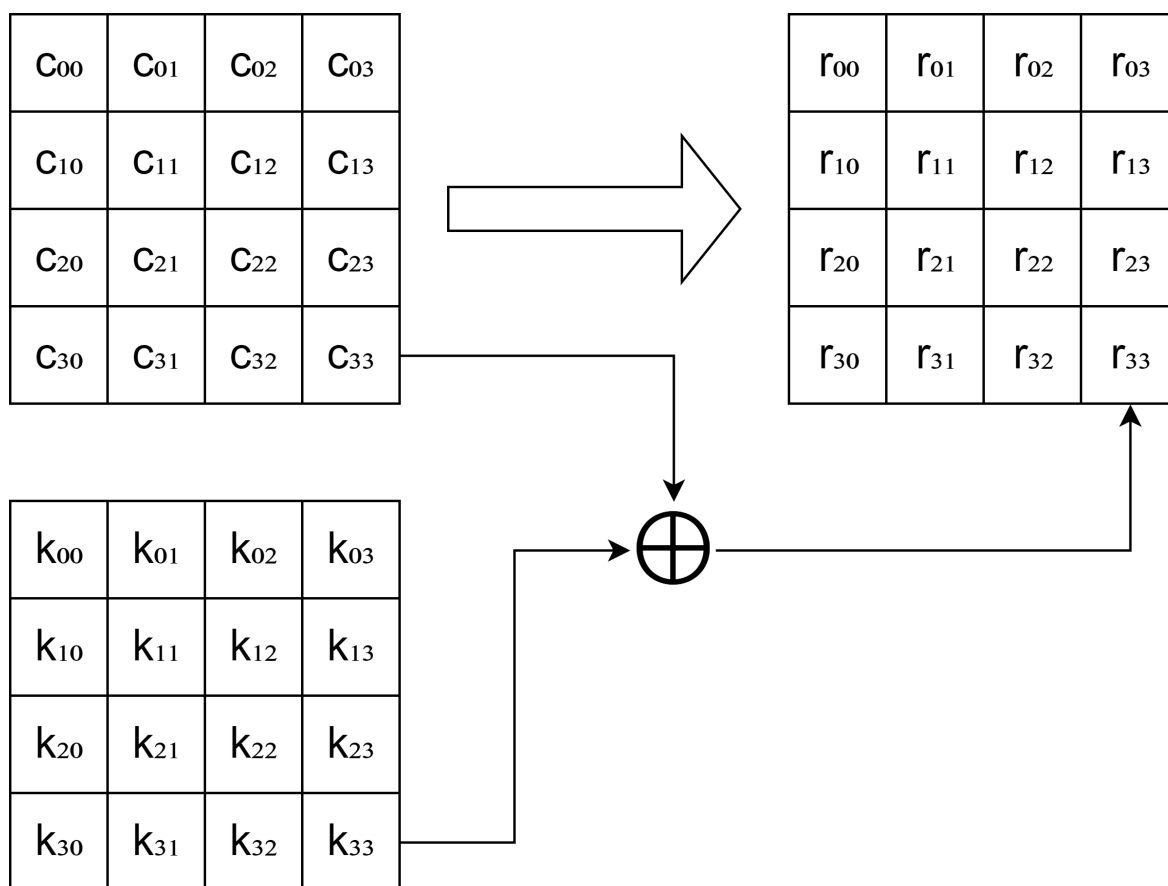 c₀₀ c₀₁ c₀₂ c₀₃ r₀₀ r₀₁ r₀₂ r₀₃
c₁₀ c₁₁ c₁₂ c₁₃ r₁₀ r₁₁ r₁₂ r₁₃
c₂₀ c₂₁ c₂₂ c₂₃ r₂₀ r₂₁ r₂₂ r₂₃
c₃₀ c₃₁ c₃₂ c₃₃ r₃₀ r₃₁ r₃₂ r₃₃
k₀₀ k₀₁ k₀₂ k₀₃
k₁₀ k₁₁ k₁₂ k₁₃
k₂₀ k₂₁ k₂₂ k₂₃
k₃₀ k₃₁ k₃₂ k₃₃